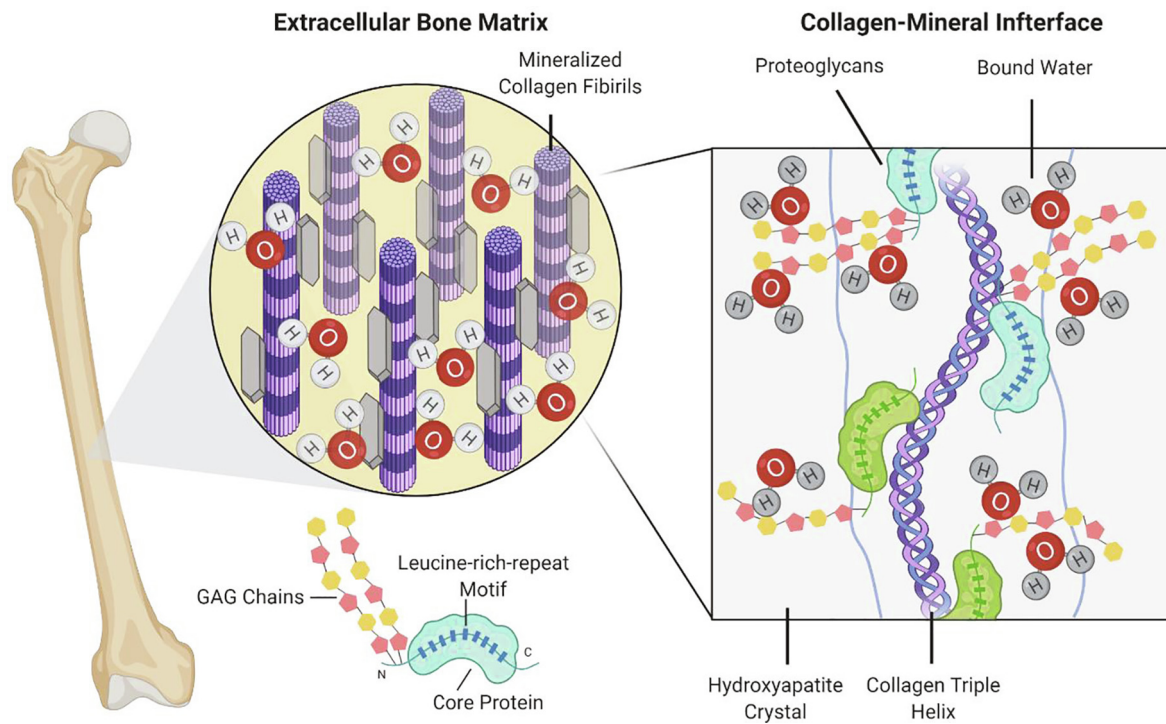 Extracellular Bone Matrix
Mineralized
Collagen Fibirils
H
H
O
H
O
H
H
H
O
H
O
H
H
H
O
H
H
O
H
H
O
H
H
O
H
H
O
H
GAG Chains
Leucine-rich-repeat
Motif
N
C
Core Protein
Collagen-Mineral Infterface
Proteoglycans
Bound Water
H
O
H
H
O
H
O
H
H
O
H
H
O
H
H
O
H
H
O
H
H
O
H
H
Hydroxyapatite
Crystal
Collagen Triple
Helix